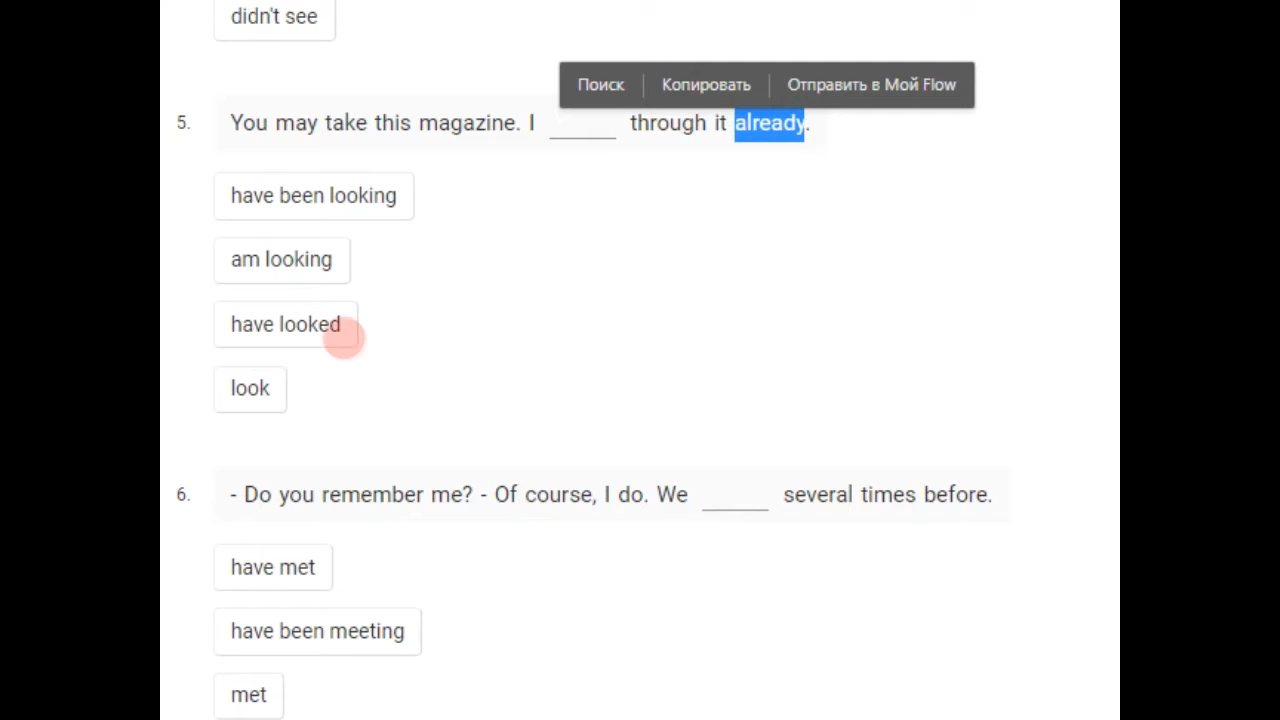 didn't see
Поиск Копировать Отправить в Мой Flow
5. You may take this magazine. I ______ through it already.
have been looking
am looking
have looked
look
6. - Do you remember me? - Of course, I do. We ______ several times before.
have met
have been meeting
met